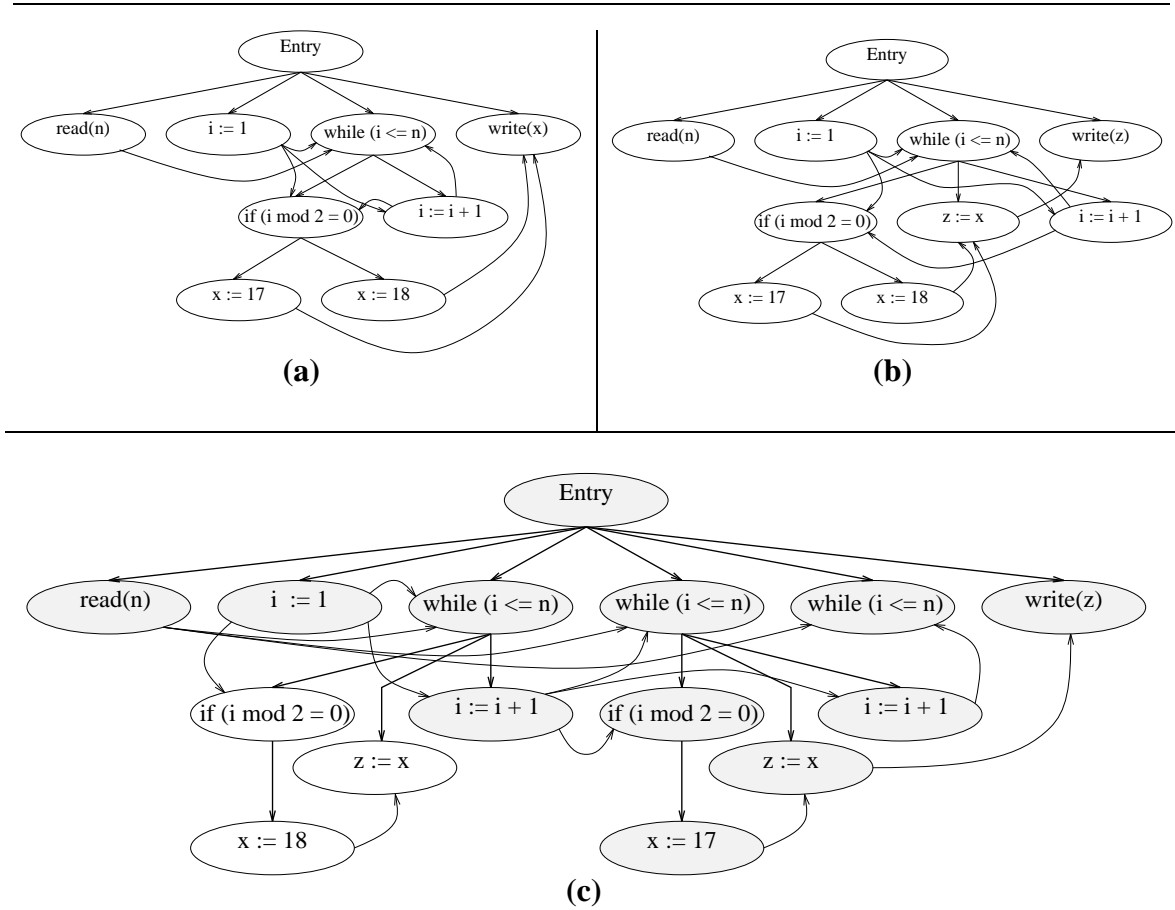 Entry
read(n)
i := 1
while (i <= n)
write(x)
if (i mod 2 = 0)
i := i + 1
x := 17
x := 18
(a)
Entry
read(n)
i := 1
while (i <= n)
write(z)
if (i mod 2 = 0)
z := x
i := i + 1
x := 17
x := 18
(b)
Entry
read(n)
i := 1
while (i <= n)
while (i <= n)
while (i <= n)
write(z)
if (i mod 2 = 0)
i := i + 1
if (i mod 2 = 0)
i := i + 1
z := x
z := x
x := 18
x := 17
(c)